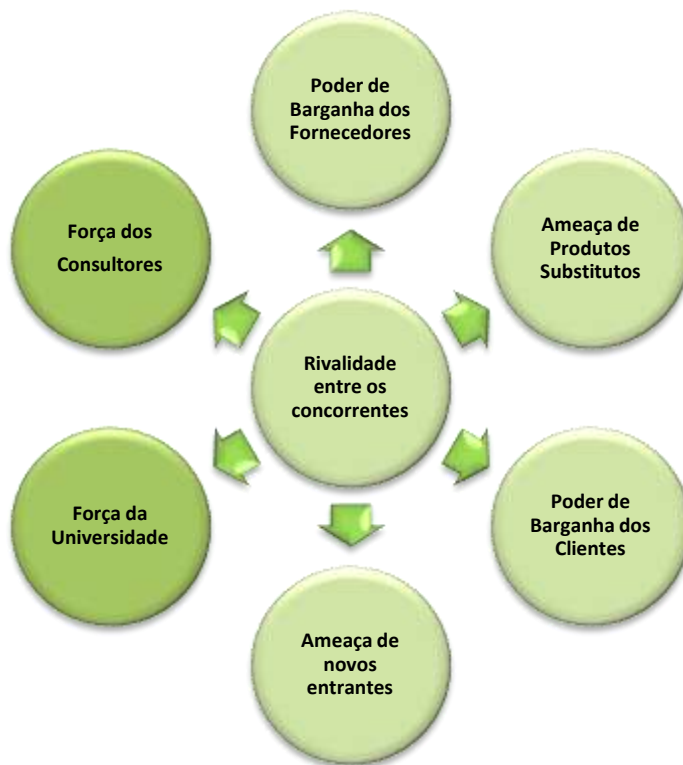 Poder de
Barganha dos
Fornecedores
Força dos
Consultores
Ameaça de
Produtos
Substitutos
Rivalidade
entre os
concorrentes
Força da
Universidade
Poder de
Barganha dos
Clientes
Ameaça de
novos
entrantes